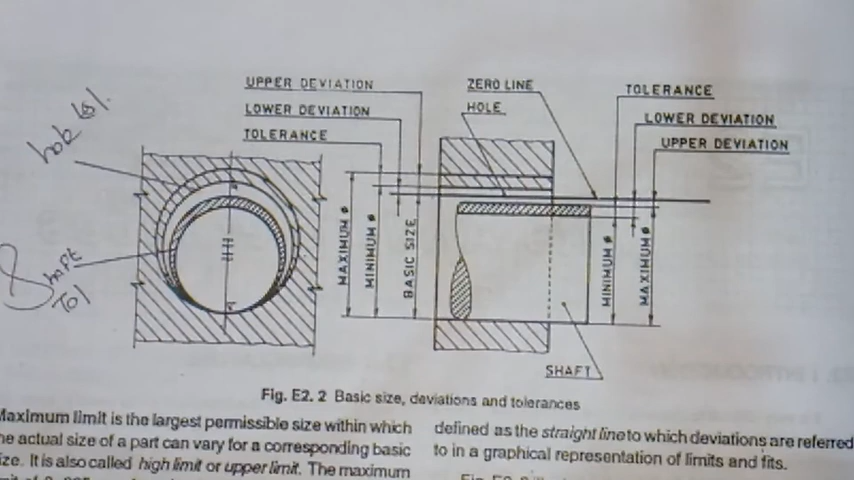 UPPER DEVIATION
LOWER DEVIATION
TOLERANCE
ZERO LINE
HOLE
TOLERANCE
LOWER DEVIATION
UPPER DEVIATION
hole tol.
Shaft
Tol
MAXIMUM ø
MINIMUM ø
BASIC SIZE
MINIMUM ø
MAXIMUM ø
SHAFT
Fig. E2. 2 Basic size, deviations and tolerances
Maximum limit is the largest permissible size within which
he actual size of a part can vary for a corresponding basic
ize. It is also called high limit or upper limit. The maximum
defined as the straight line to which deviations are referred
to in a graphical representation of limits and fits.